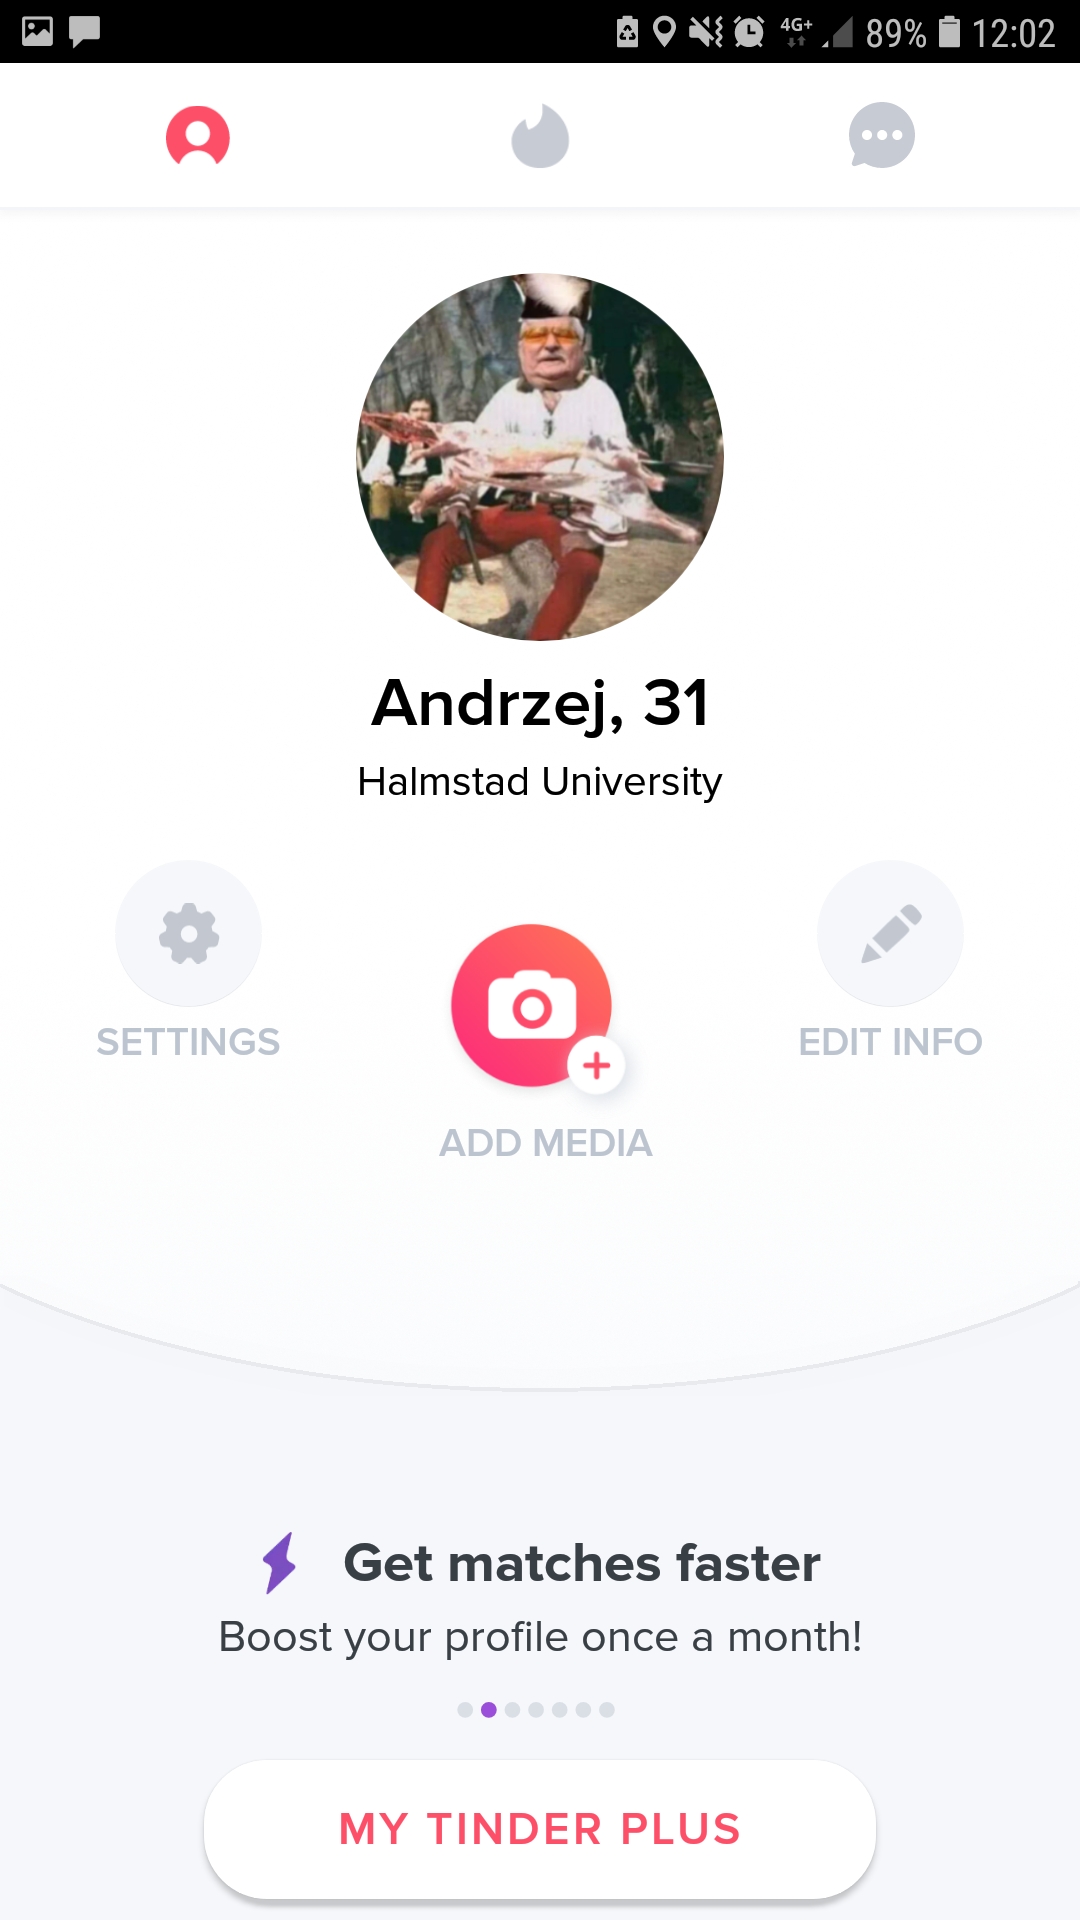 4G+ 89% 12:02
Andrzej, 31
Halmstad University
SETTINGS
EDIT INFO
ADD MEDIA
Get matches faster
Boost your profile once a month!
MY TINDER PLUS